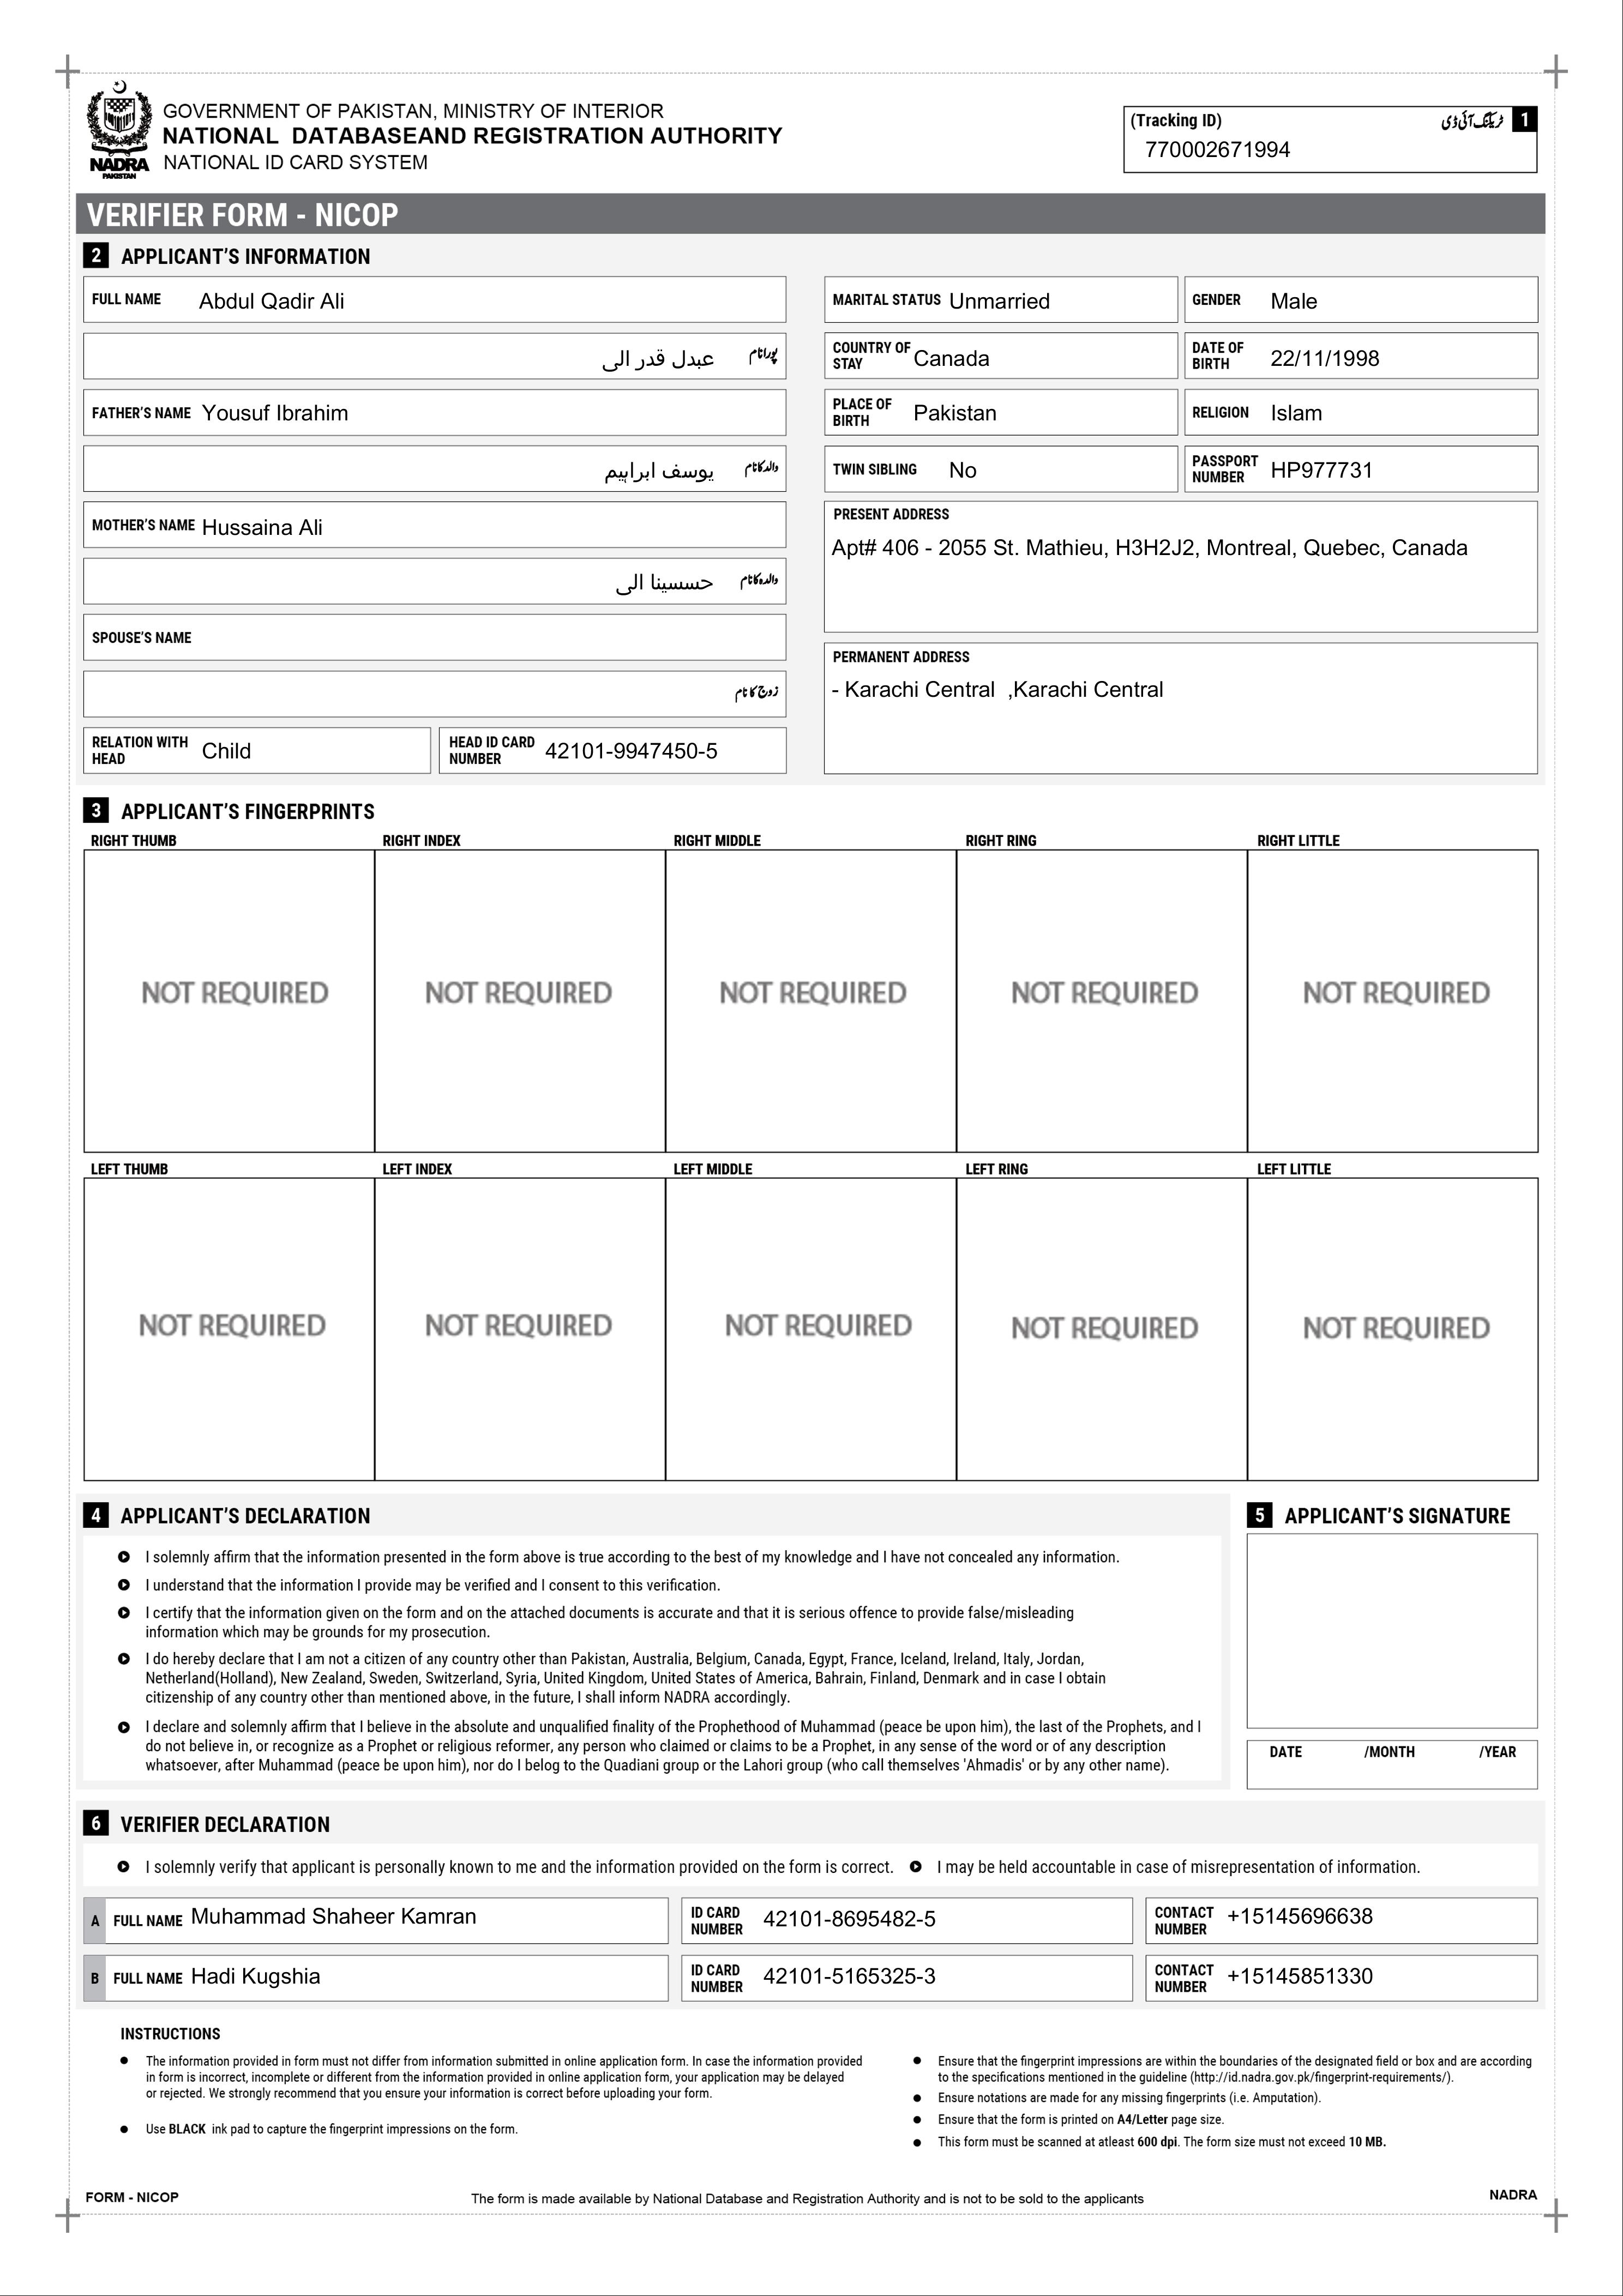 GOVERNMENT OF PAKISTAN, MINISTRY OF INTERIOR
NATIONAL DATABASEAND REGISTRATION AUTHORITY
NATIONAL ID CARD SYSTEM
NADRA
PAKISTAN
(Tracking ID) ٹریکنگ آئی ڈی 1
770002671994
VERIFIER FORM - NICOP
2 APPLICANT’S INFORMATION
FULL NAME Abdul Qadir Ali
پورا نام عبدل قدر الی
FATHER’S NAME Yousuf Ibrahim
والد کا نام یوسف ابراہیم
MOTHER’S NAME Hussaina Ali
والدہ کا نام حسسینا الی
SPOUSE’S NAME
زوج کا نام
RELATION WITH HEAD Child
HEAD ID CARD NUMBER 42101-9947450-5
MARITAL STATUS Unmarried
GENDER Male
COUNTRY OF STAY Canada
DATE OF BIRTH 22/11/1998
PLACE OF BIRTH Pakistan
RELIGION Islam
TWIN SIBLING No
PASSPORT NUMBER HP977731
PRESENT ADDRESS
Apt# 406 - 2055 St. Mathieu, H3H2J2, Montreal, Quebec, Canada
PERMANENT ADDRESS
- Karachi Central ,Karachi Central
3 APPLICANT’S FINGERPRINTS
RIGHT THUMB RIGHT INDEX RIGHT MIDDLE RIGHT RING RIGHT LITTLE
NOT REQUIRED NOT REQUIRED NOT REQUIRED NOT REQUIRED NOT REQUIRED
LEFT THUMB LEFT INDEX LEFT MIDDLE LEFT RING LEFT LITTLE
NOT REQUIRED NOT REQUIRED NOT REQUIRED NOT REQUIRED NOT REQUIRED
4 APPLICANT’S DECLARATION
I solemnly affirm that the information presented in the form above is true according to the best of my knowledge and I have not concealed any information.
I understand that the information I provide may be verified and I consent to this verification.
I certify that the information given on the form and on the attached documents is accurate and that it is serious offence to provide false/misleading
information which may be grounds for my prosecution.
I do hereby declare that I am not a citizen of any country other than Pakistan, Australia, Belgium, Canada, Egypt, France, Iceland, Ireland, Italy, Jordan,
Netherland(Holland), New Zealand, Sweden, Switzerland, Syria, United Kingdom, United States of America, Bahrain, Finland, Denmark and in case I obtain
citizenship of any country other than mentioned above, in the future, I shall inform NADRA accordingly.
I declare and solemnly affirm that I believe in the absolute and unqualified finality of the Prophethood of Muhammad (peace be upon him), the last of the Prophets, and I
do not believe in, or recognize as a Prophet or religious reformer, any person who claimed or claims to be a Prophet, in any sense of the word or of any description
whatsoever, after Muhammad (peace be upon him), nor do I belog to the Quadiani group or the Lahori group (who call themselves 'Ahmadis' or by any other name).
5 APPLICANT’S SIGNATURE
DATE /MONTH /YEAR
6 VERIFIER DECLARATION
I solemnly verify that applicant is personally known to me and the information provided on the form is correct. I may be held accountable in case of misrepresentation of information.
A FULL NAME Muhammad Shaheer Kamran ID CARD NUMBER 42101-8695482-5 CONTACT NUMBER +15145696638
B FULL NAME Hadi Kugshia ID CARD NUMBER 42101-5165325-3 CONTACT NUMBER +15145851330
INSTRUCTIONS
The information provided in form must not differ from information submitted in online application form. In case the information provided
in form is incorrect, incomplete or different from the information provided in online application form, your application may be delayed
or rejected. We strongly recommend that you ensure your information is correct before uploading your form.
Use BLACK ink pad to capture the fingerprint impressions on the form.
Ensure that the fingerprint impressions are within the boundaries of the designated field or box and are according
to the specifications mentioned in the guideline (http://id.nadra.gov.pk/fingerprint-requirements/).
Ensure notations are made for any missing fingerprints (i.e. Amputation).
Ensure that the form is printed on A4/Letter page size.
This form must be scanned at atleast 600 dpi. The form size must not exceed 10 MB.
FORM - NICOP
The form is made available by National Database and Registration Authority and is not to be sold to the applicants
NADRA